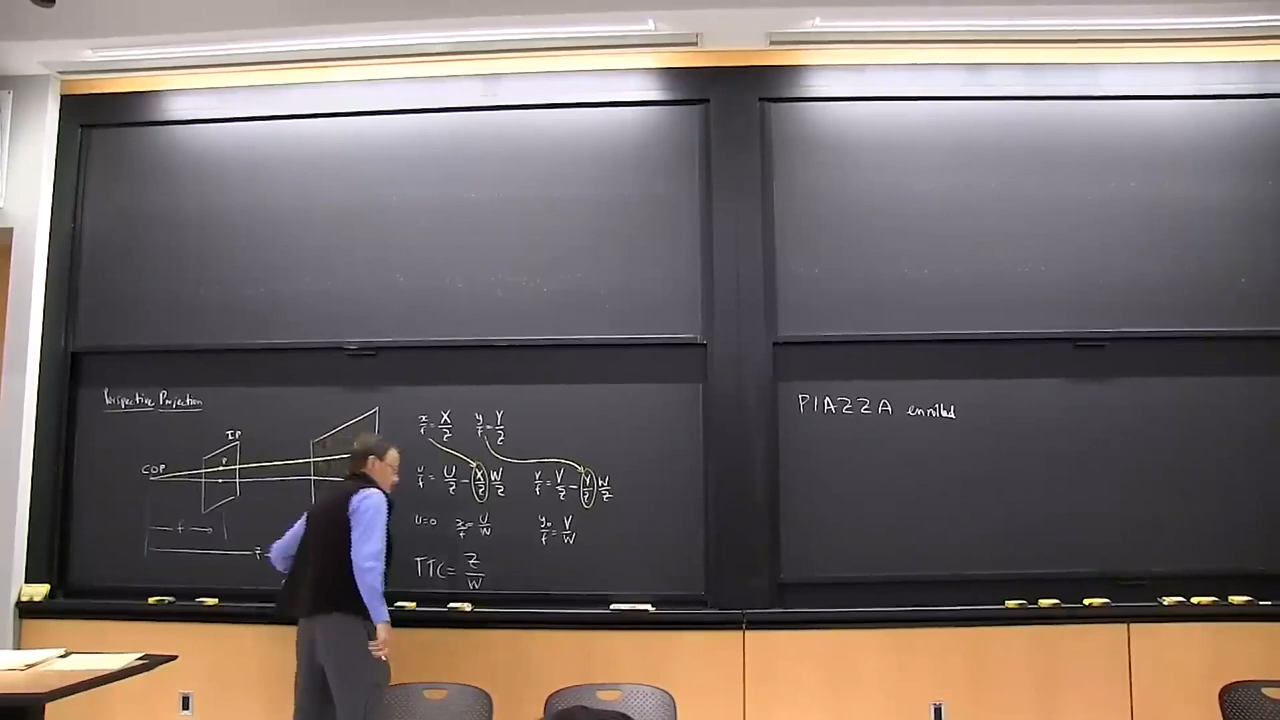 Perspective Projection
IP
COP
P
f
Z
x/f = X/Z y/f = Y/Z
u/f = U/Z - X/Z W/Z v/f = V/Z - Y/Z W/Z
u=0 x₀/f = U/W y₀/f = V/W
TTC = Z/W
PIAZZA enrolled